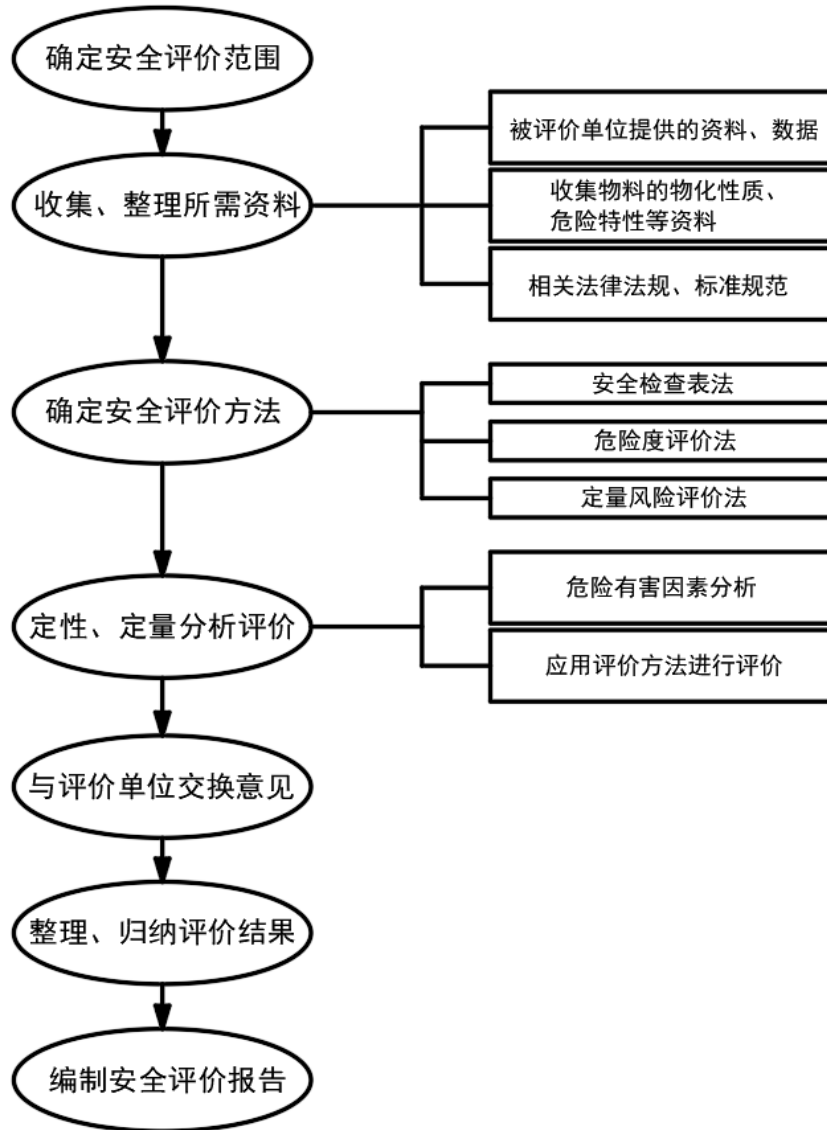 确定安全评价范围
收集、整理所需资料
被评价单位提供的资料、数据
收集物料的物化性质、
危险特性等资料
相关法律法规、标准规范
确定安全评价方法
安全检查表法
危险度评价法
定量风险评价法
定性、定量分析评价
危险有害因素分析
应用评价方法进行评价
与评价单位交换意见
整理、归纳评价结果
编制安全评价报告